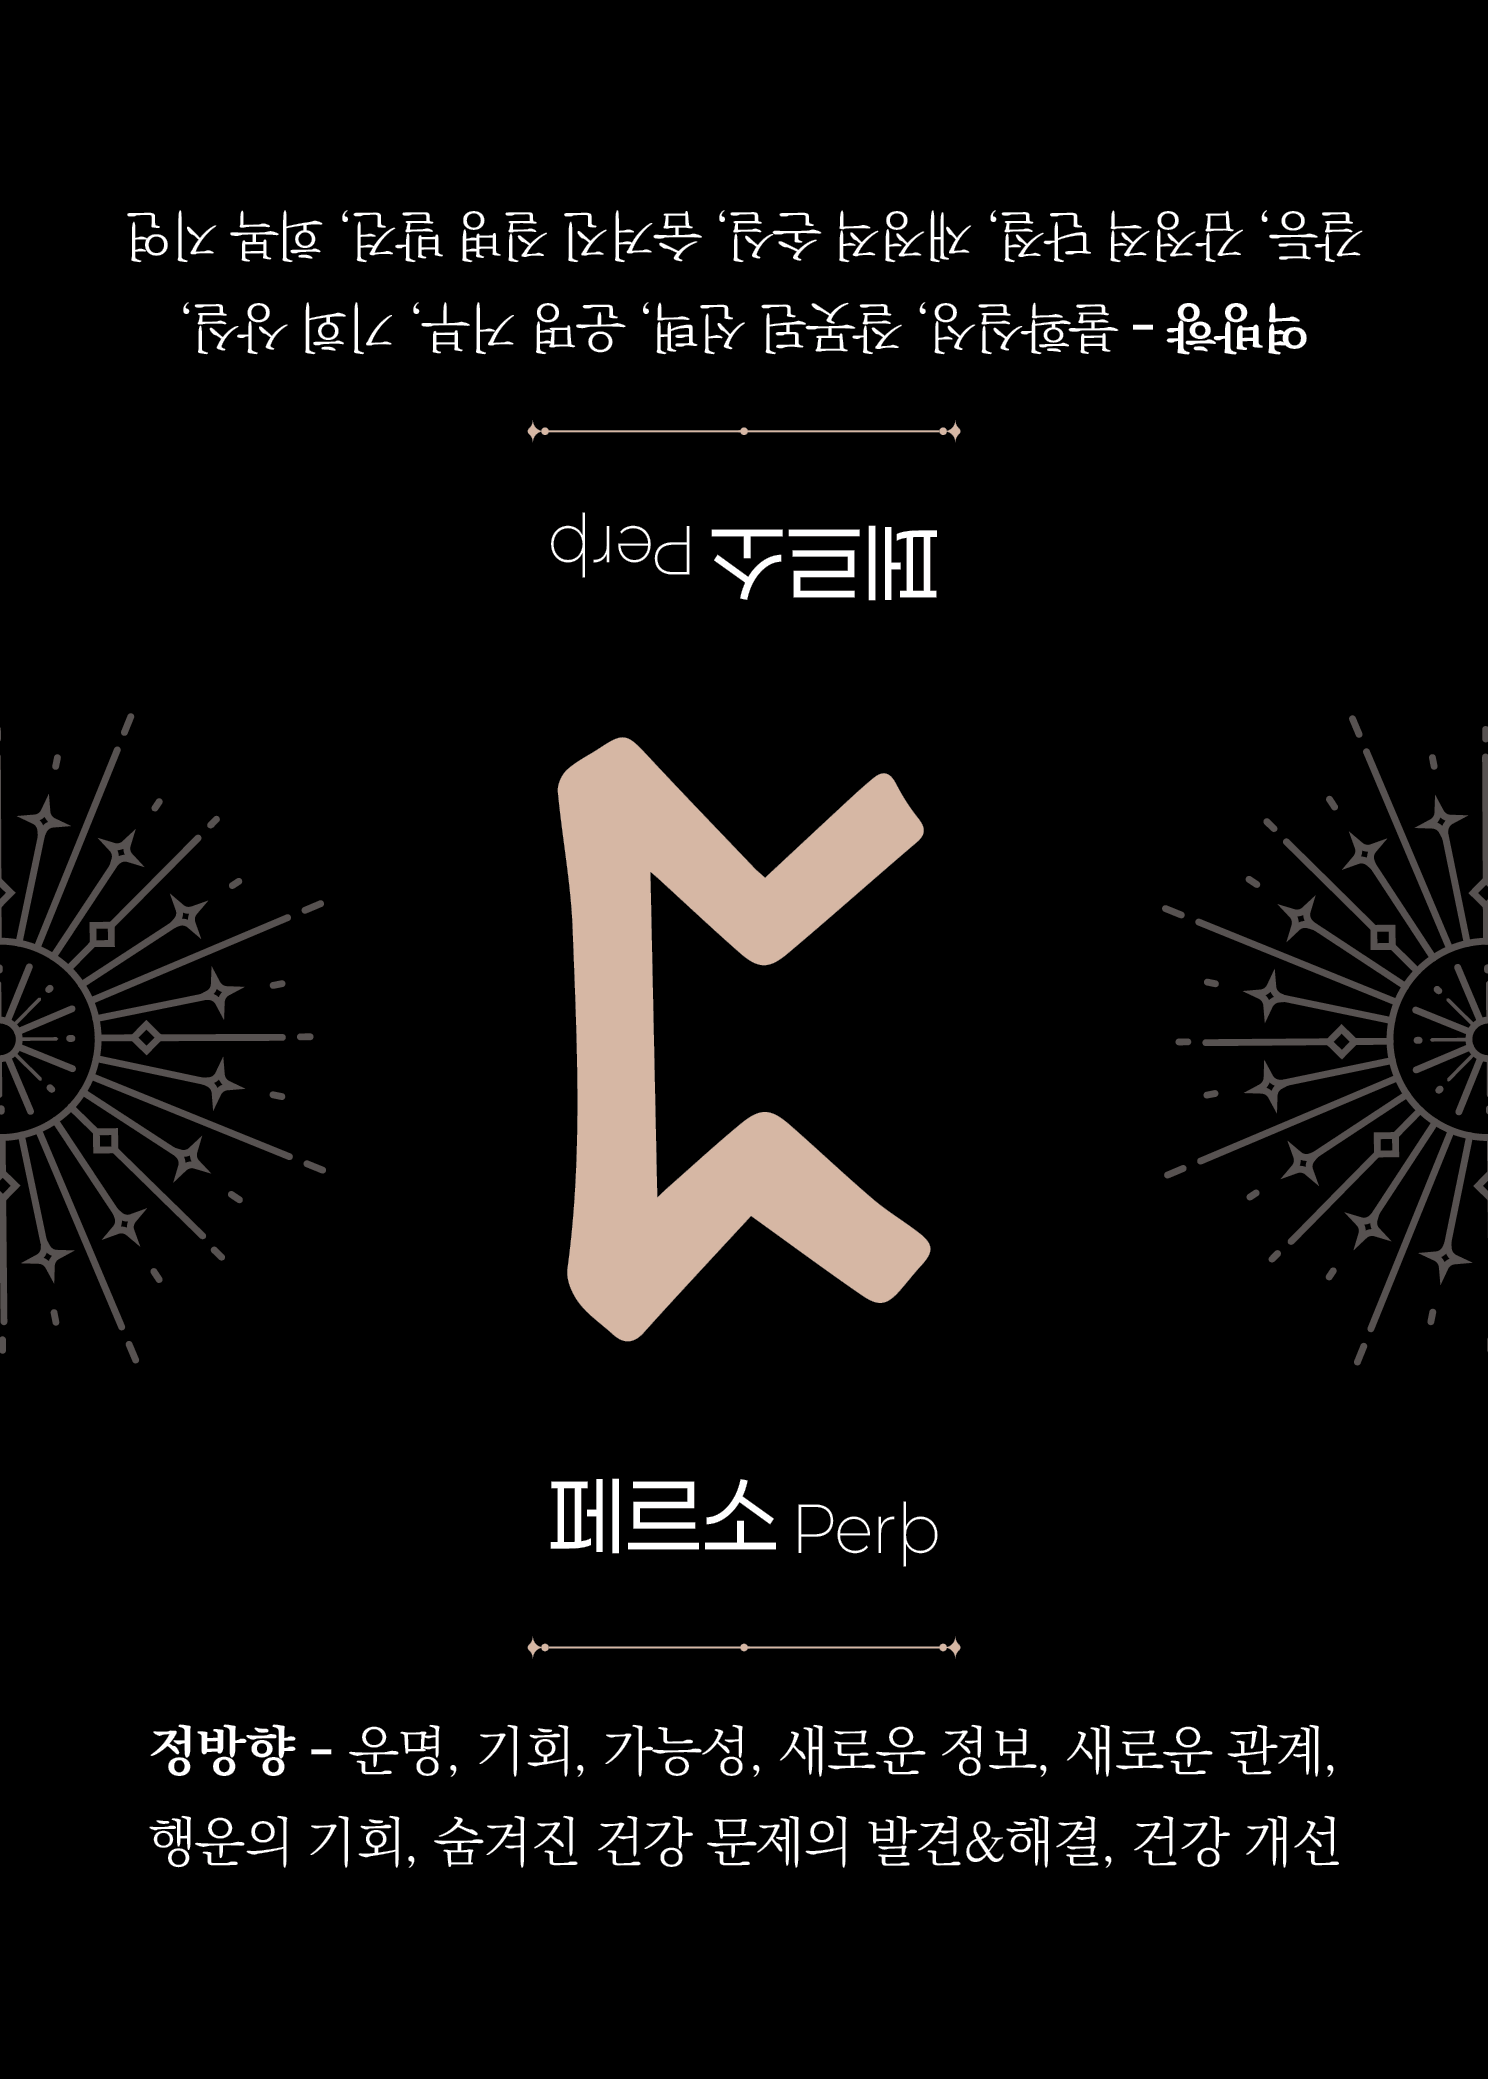 페르소 Perþ
정방향 - 운명, 기회, 가능성, 새로운 정보, 새로운 관계,
행운의 기회, 숨겨진 건강 문제의 발견&해결, 건강 개선
페르소 Perþ
역방향 - 불확실성, 잘못된 선택, 운명 거부, 기회 상실,
갈등, 감정적 단절, 재정적 손실, 숨겨진 질병 발견, 회복 지연